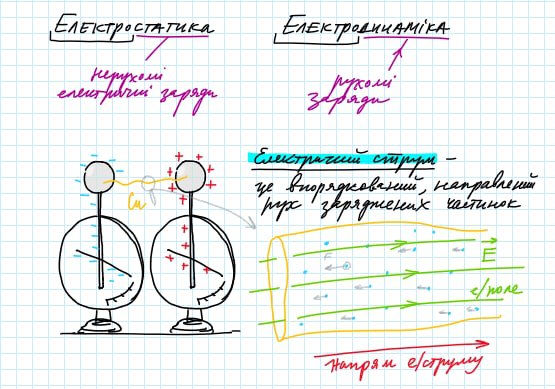 Електростатика
Електродинаміка
нерухомі
електричні заряди
рухомі
заряди
Електричний струм –
це впорядкований, направлений
рух заряджених частинок
Cu
E
F
е/поле
Напрям е/струму